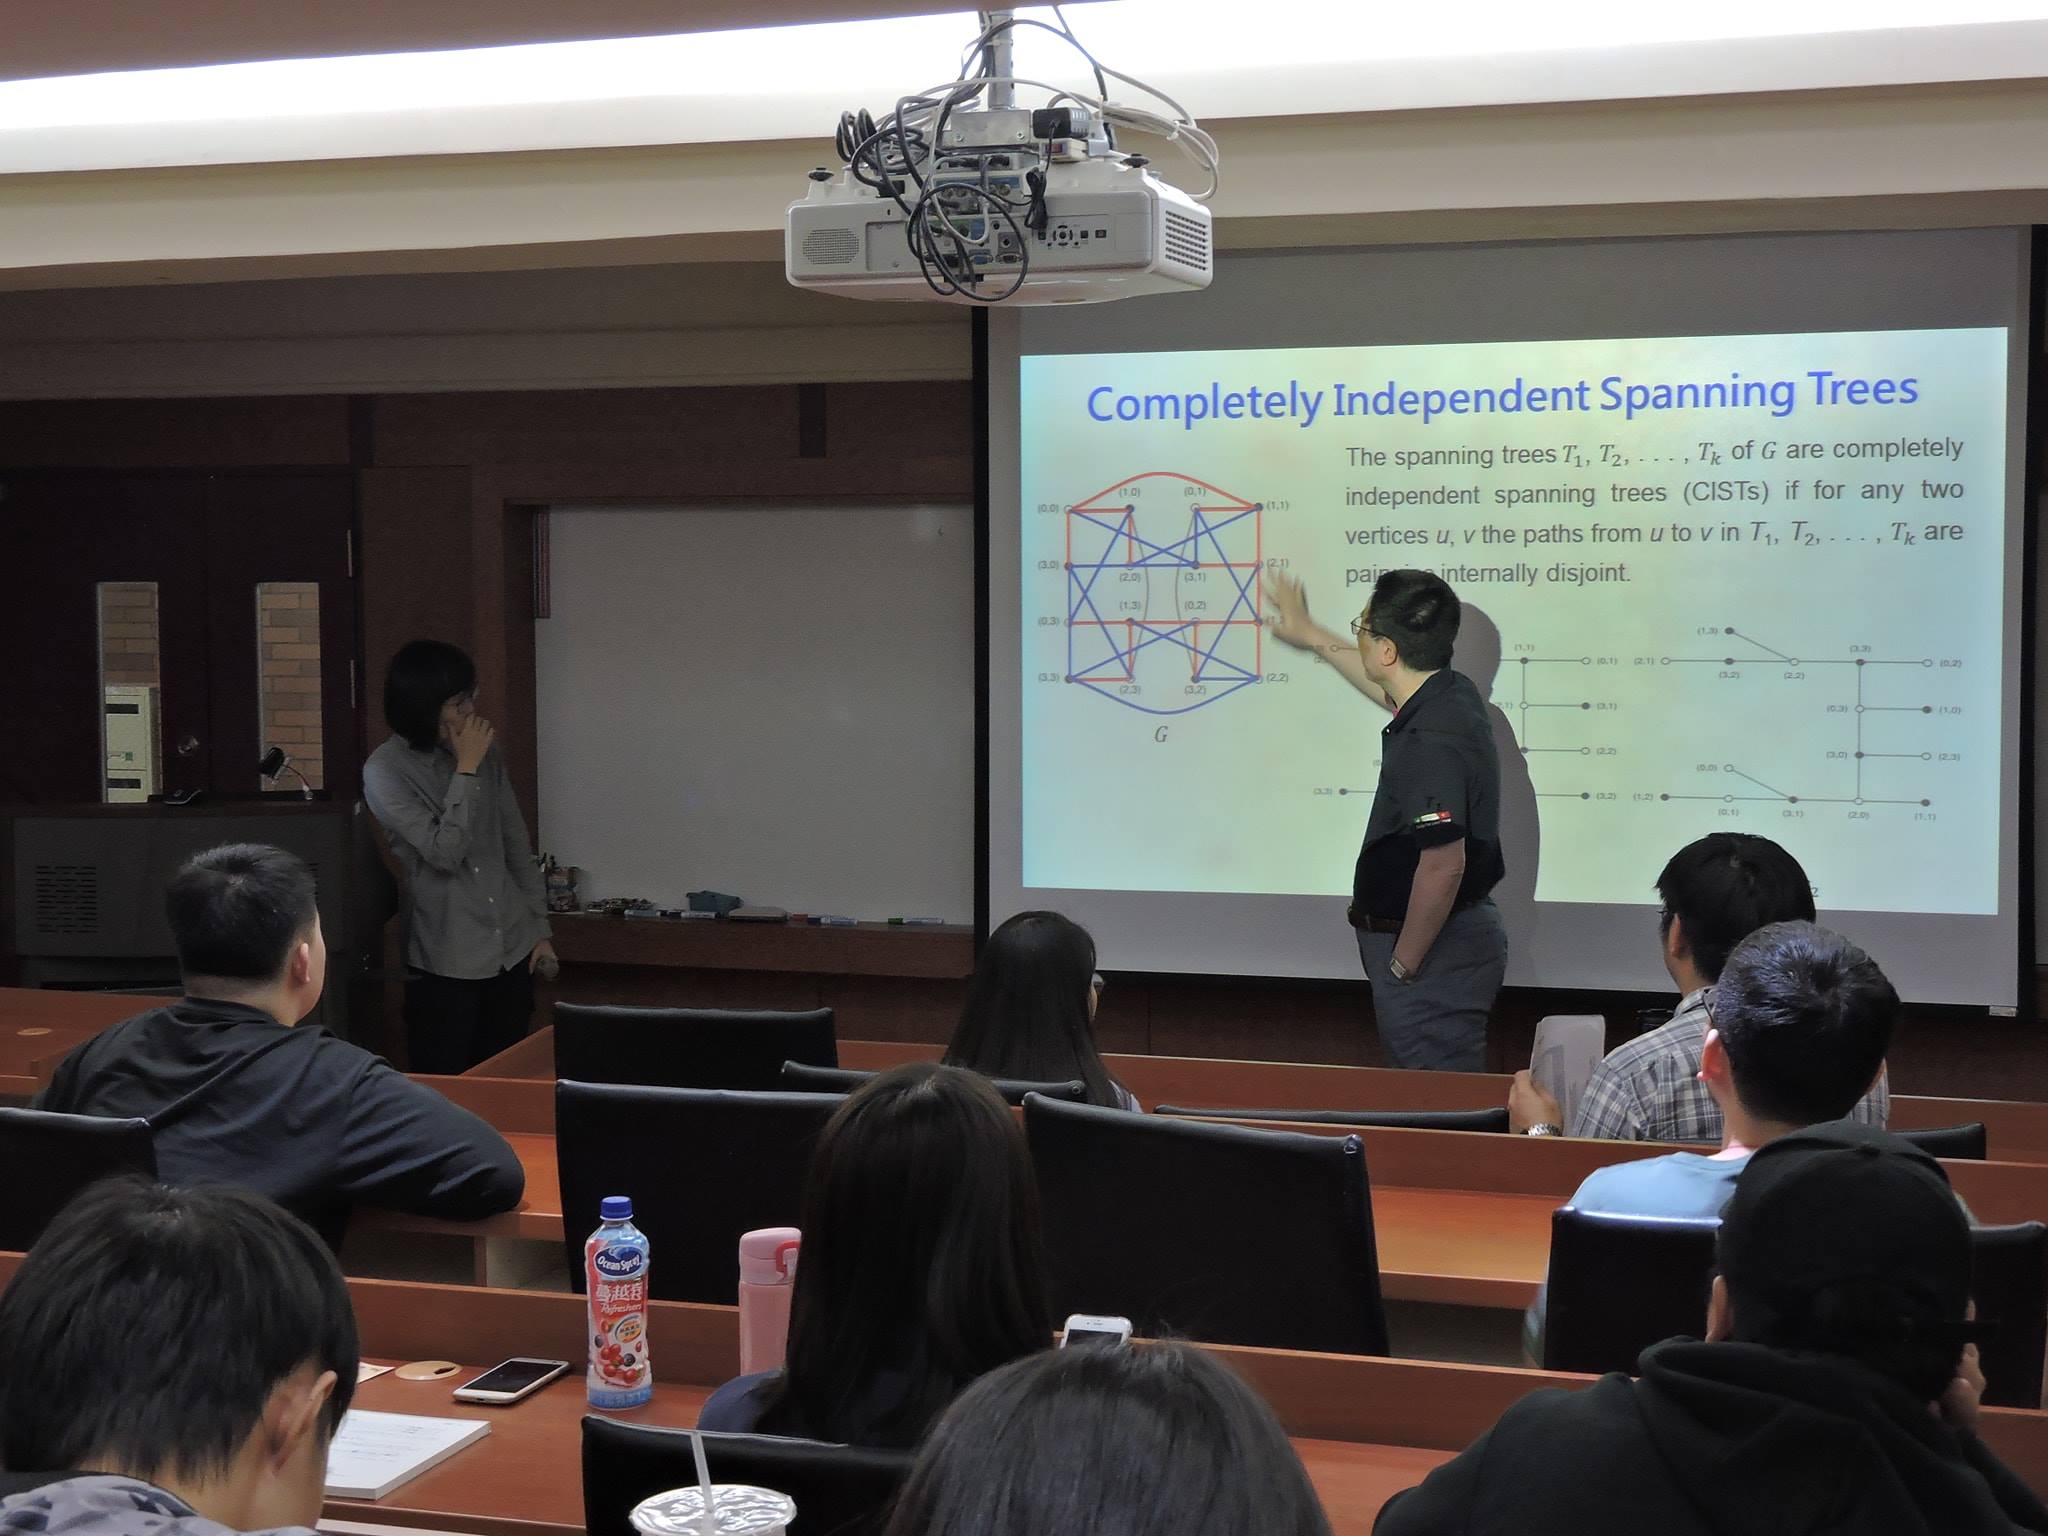 Completely Independent Spanning Trees
The spanning trees T1, T2, . . . , Tk of G are completely
independent spanning trees (CISTs) if for any two
vertices u, v the paths from u to v in T1, T2, . . . , Tk are
internally disjoint.
(1,0) (0,1)
(0,0) (1,1)
(3,0) (2,1)
(2,0) (3,1)
(1,3) (0,2)
(0,3)
(3,3) (2,2)
(2,3) (3,2)
G
(1,1)
(0,1)
(3,1)
(2,2)
(3,3) (3,2)
T1
(1,3) (3,3)
(2,1) (0,2)
(3,2) (2,2)
(0,3) (1,0)
(3,0) (2,3)
(0,0)
(1,2)
(0,1) (3,1) (2,0) (1,1)
2
Ocean Spray
蔓越莓
Refreshers